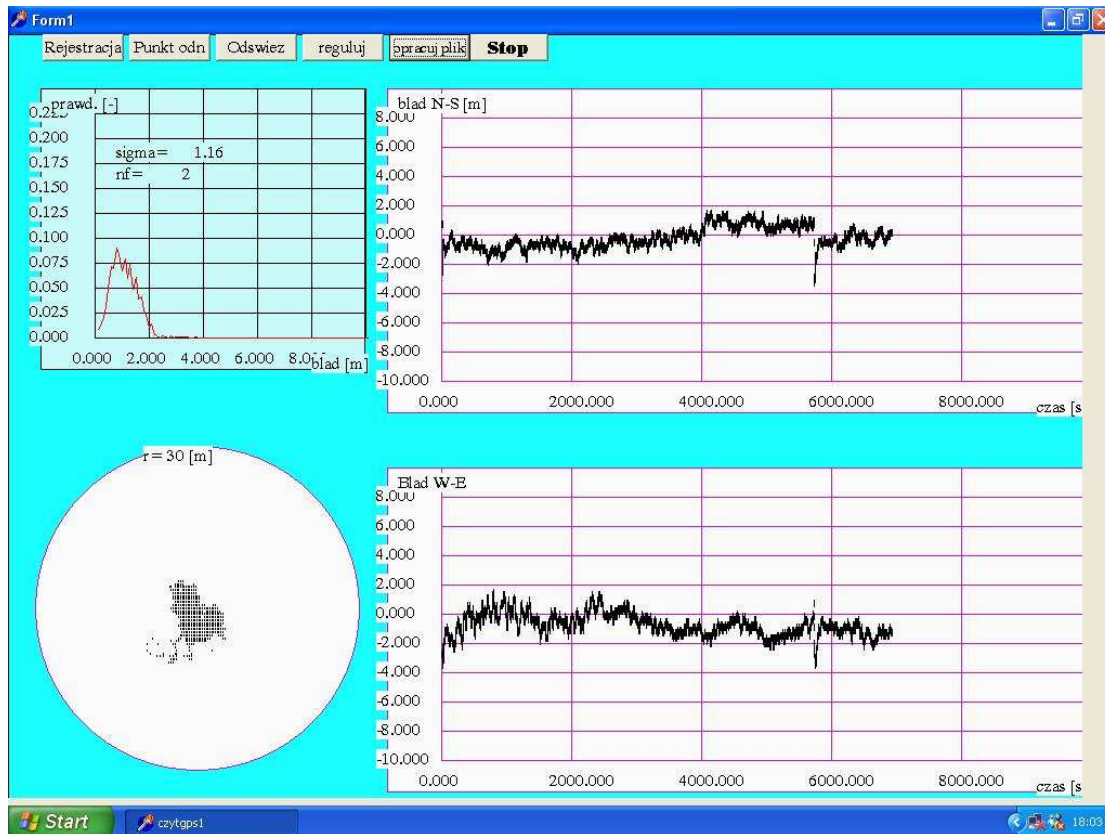 Form1
Rejestracja Punkt odn Odswiez reguluj opracuj plik Stop
prawd. [-]
0.200
0.175
0.150
0.125
0.100
0.075
0.050
0.025
0.000
sigma= 1.16
nf= 2
0.000 2.000 4.000 6.000
blad [m]
blad N-S [m]
8.000
6.000
4.000
2.000
0.000
-2.000
-4.000
-6.000
-8.000
-10.000
0.000 2000.000 4000.000 6000.000 8000.000
czas [s
r = 30 [m]
Blad W-E
8.000
6.000
4.000
2.000
0.000
-2.000
-4.000
-6.000
-8.000
-10.000
0.000 2000.000 4000.000 6000.000 8000.000
czas [s
Start czytgps1 18:03